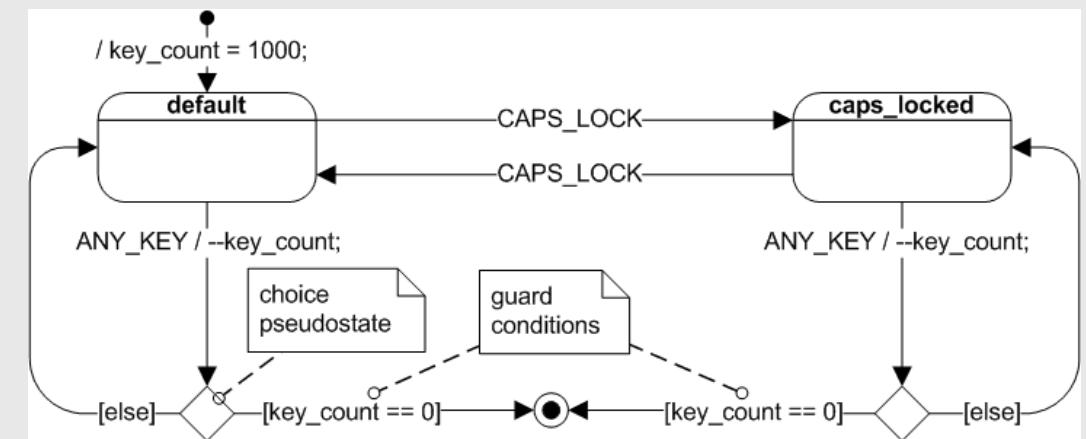 / key_count = 1000;
default
caps_locked
CAPS_LOCK
CAPS_LOCK
ANY_KEY / --key_count;
ANY_KEY / --key_count;
choice
pseudostate
guard
conditions
[else]
[key_count == 0]
[key_count == 0]
[else]